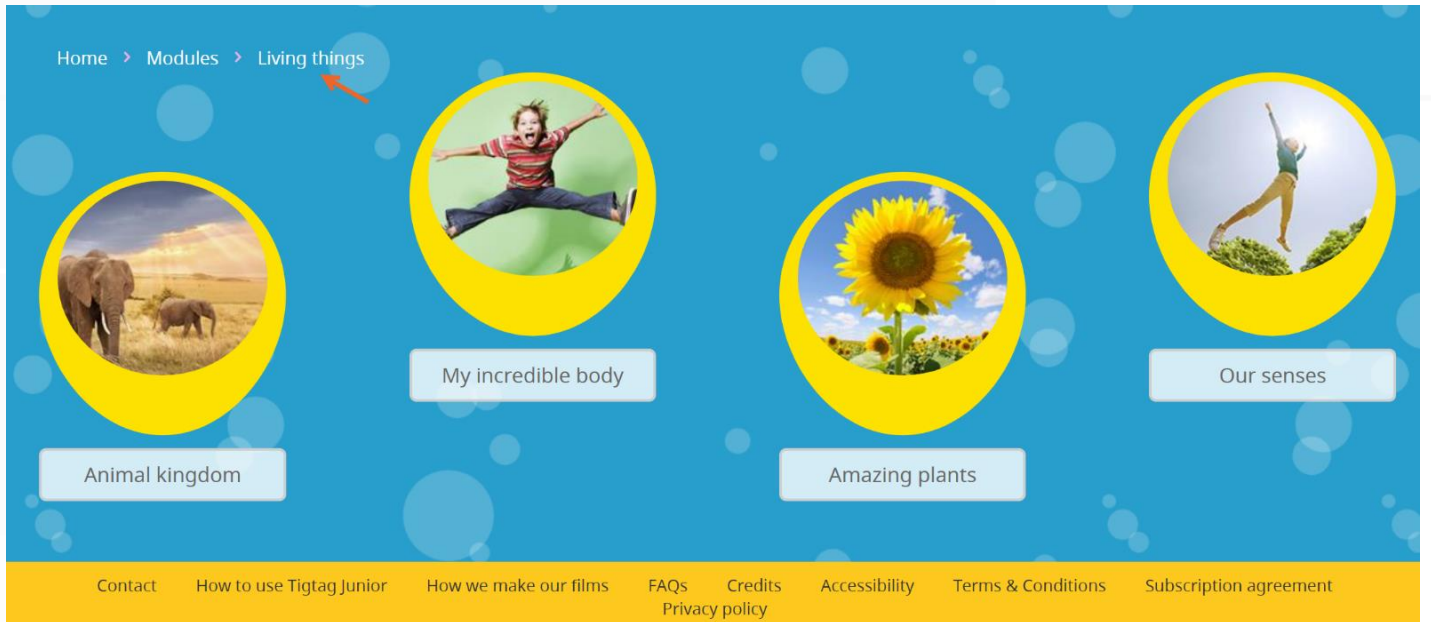 Home > Modules > Living things
My incredible body
Our senses
Animal kingdom
Amazing plants
Contact How to use Tigtag Junior How we make our films FAQs Credits Accessibility Terms & Conditions Subscription agreement
Privacy policy